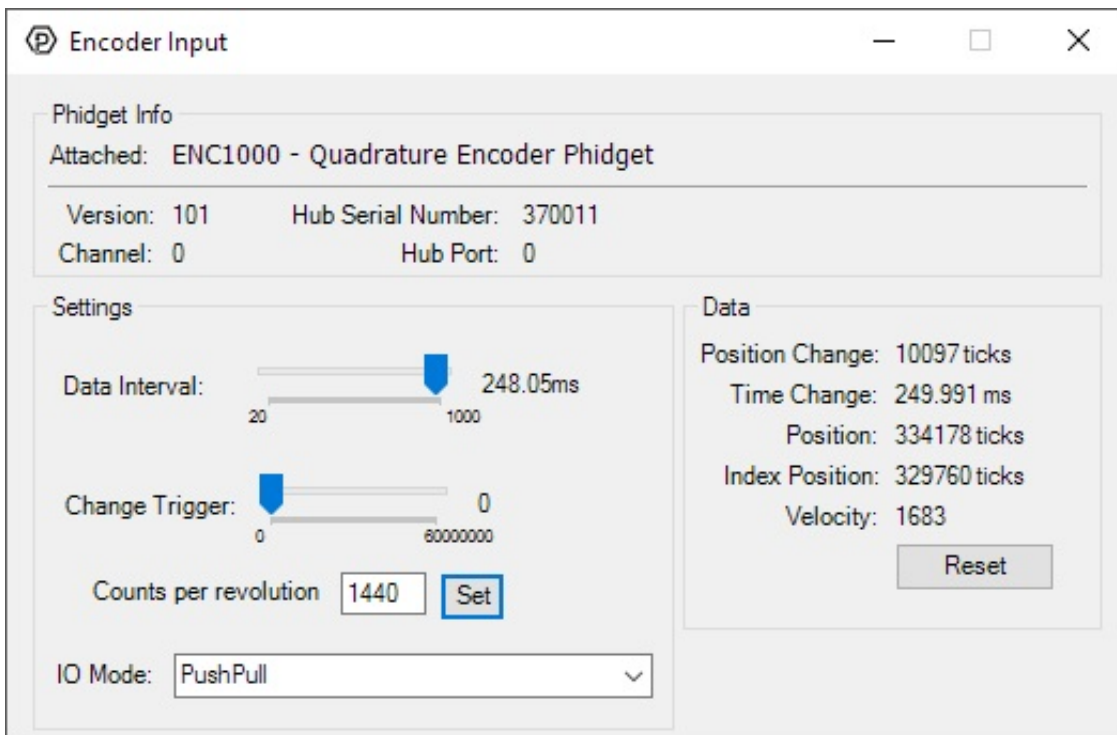 Encoder Input
Phidget Info
Attached: ENC1000 - Quadrature Encoder Phidget
Version: 101 Hub Serial Number: 370011
Channel: 0 Hub Port: 0
Settings
Data Interval: 248.05ms
20 1000
Change Trigger: 0
0 60000000
Counts per revolution 1440 Set
IO Mode: PushPull
Data
Position Change: 10097 ticks
Time Change: 249.991 ms
Position: 334178 ticks
Index Position: 329760 ticks
Velocity: 1683
Reset